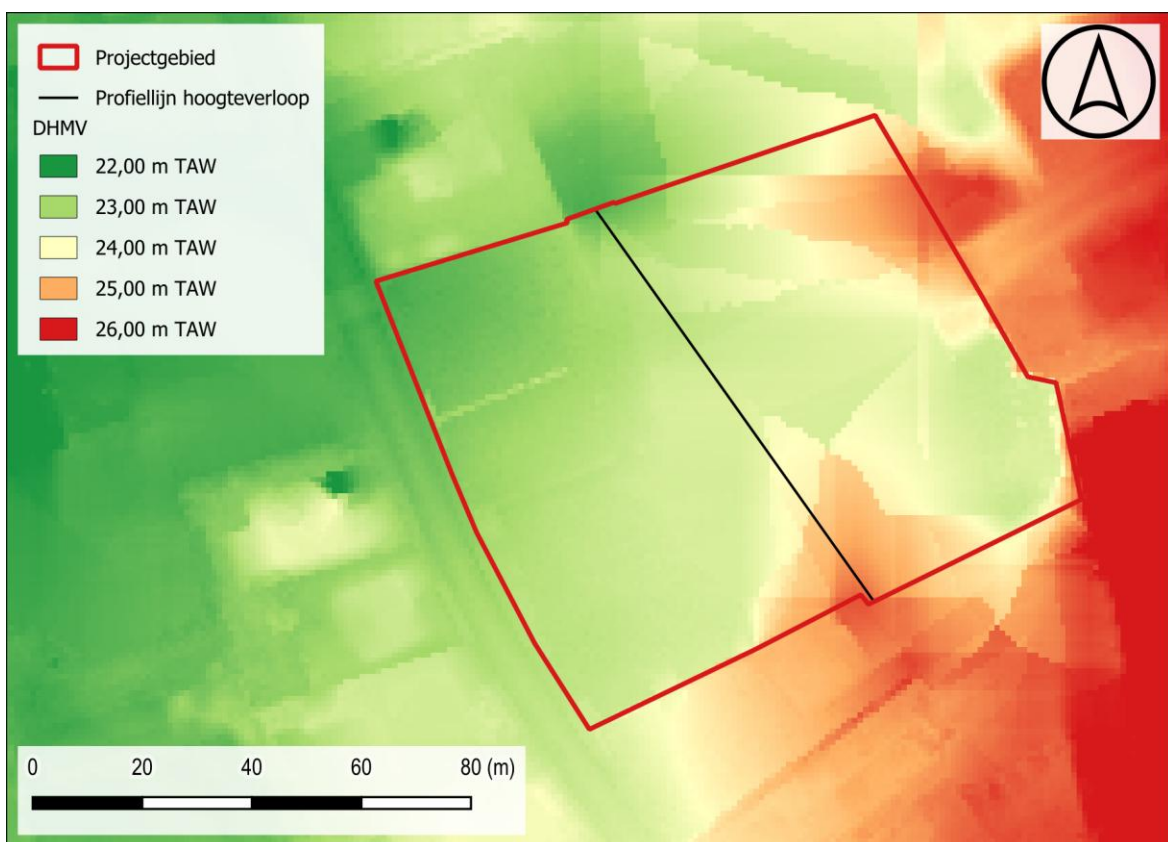 Projectgebied
Profiellijn hoogteverloop
DHMV
22,00 m TAW
23,00 m TAW
24,00 m TAW
25,00 m TAW
26,00 m TAW
0 20 40 60 80 (m)